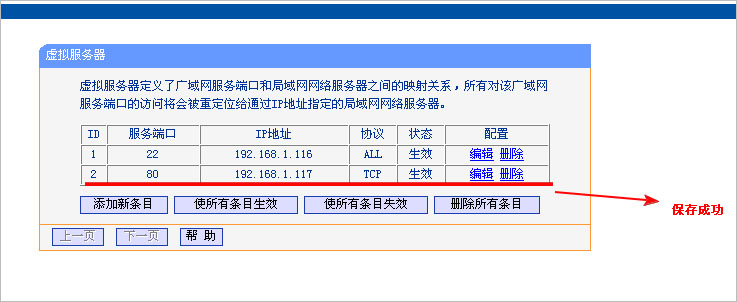 虚拟服务器
虚拟服务器定义了广域网服务端口和局域网网络服务器之间的映射关系，所有对该广域网
服务端口的访问将会被重定位给通过IP地址指定的局域网网络服务器。
ID 服务端口 IP地址 协议 状态 配置
1 22 192.168.1.116 ALL 生效 编辑 删除
2 80 192.168.1.117 TCP 生效 编辑 删除
添加新条目 使所有条目生效 使所有条目失效 删除所有条目
保存成功
上一页 下一页 帮 助